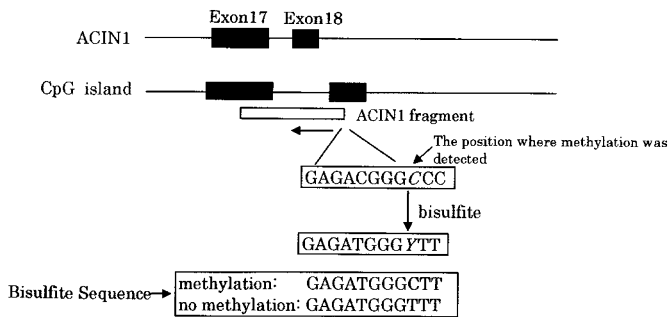 Exon17 Exon18
ACIN1
CpG island
ACIN1 fragment
The position where methylation was
detected
GAGACGGGCCC
bisulfite
GAGATGGGYTT
Bisulfite Sequence
methylation: GAGATGGGCTT
no methylation: GAGATGGGTTT